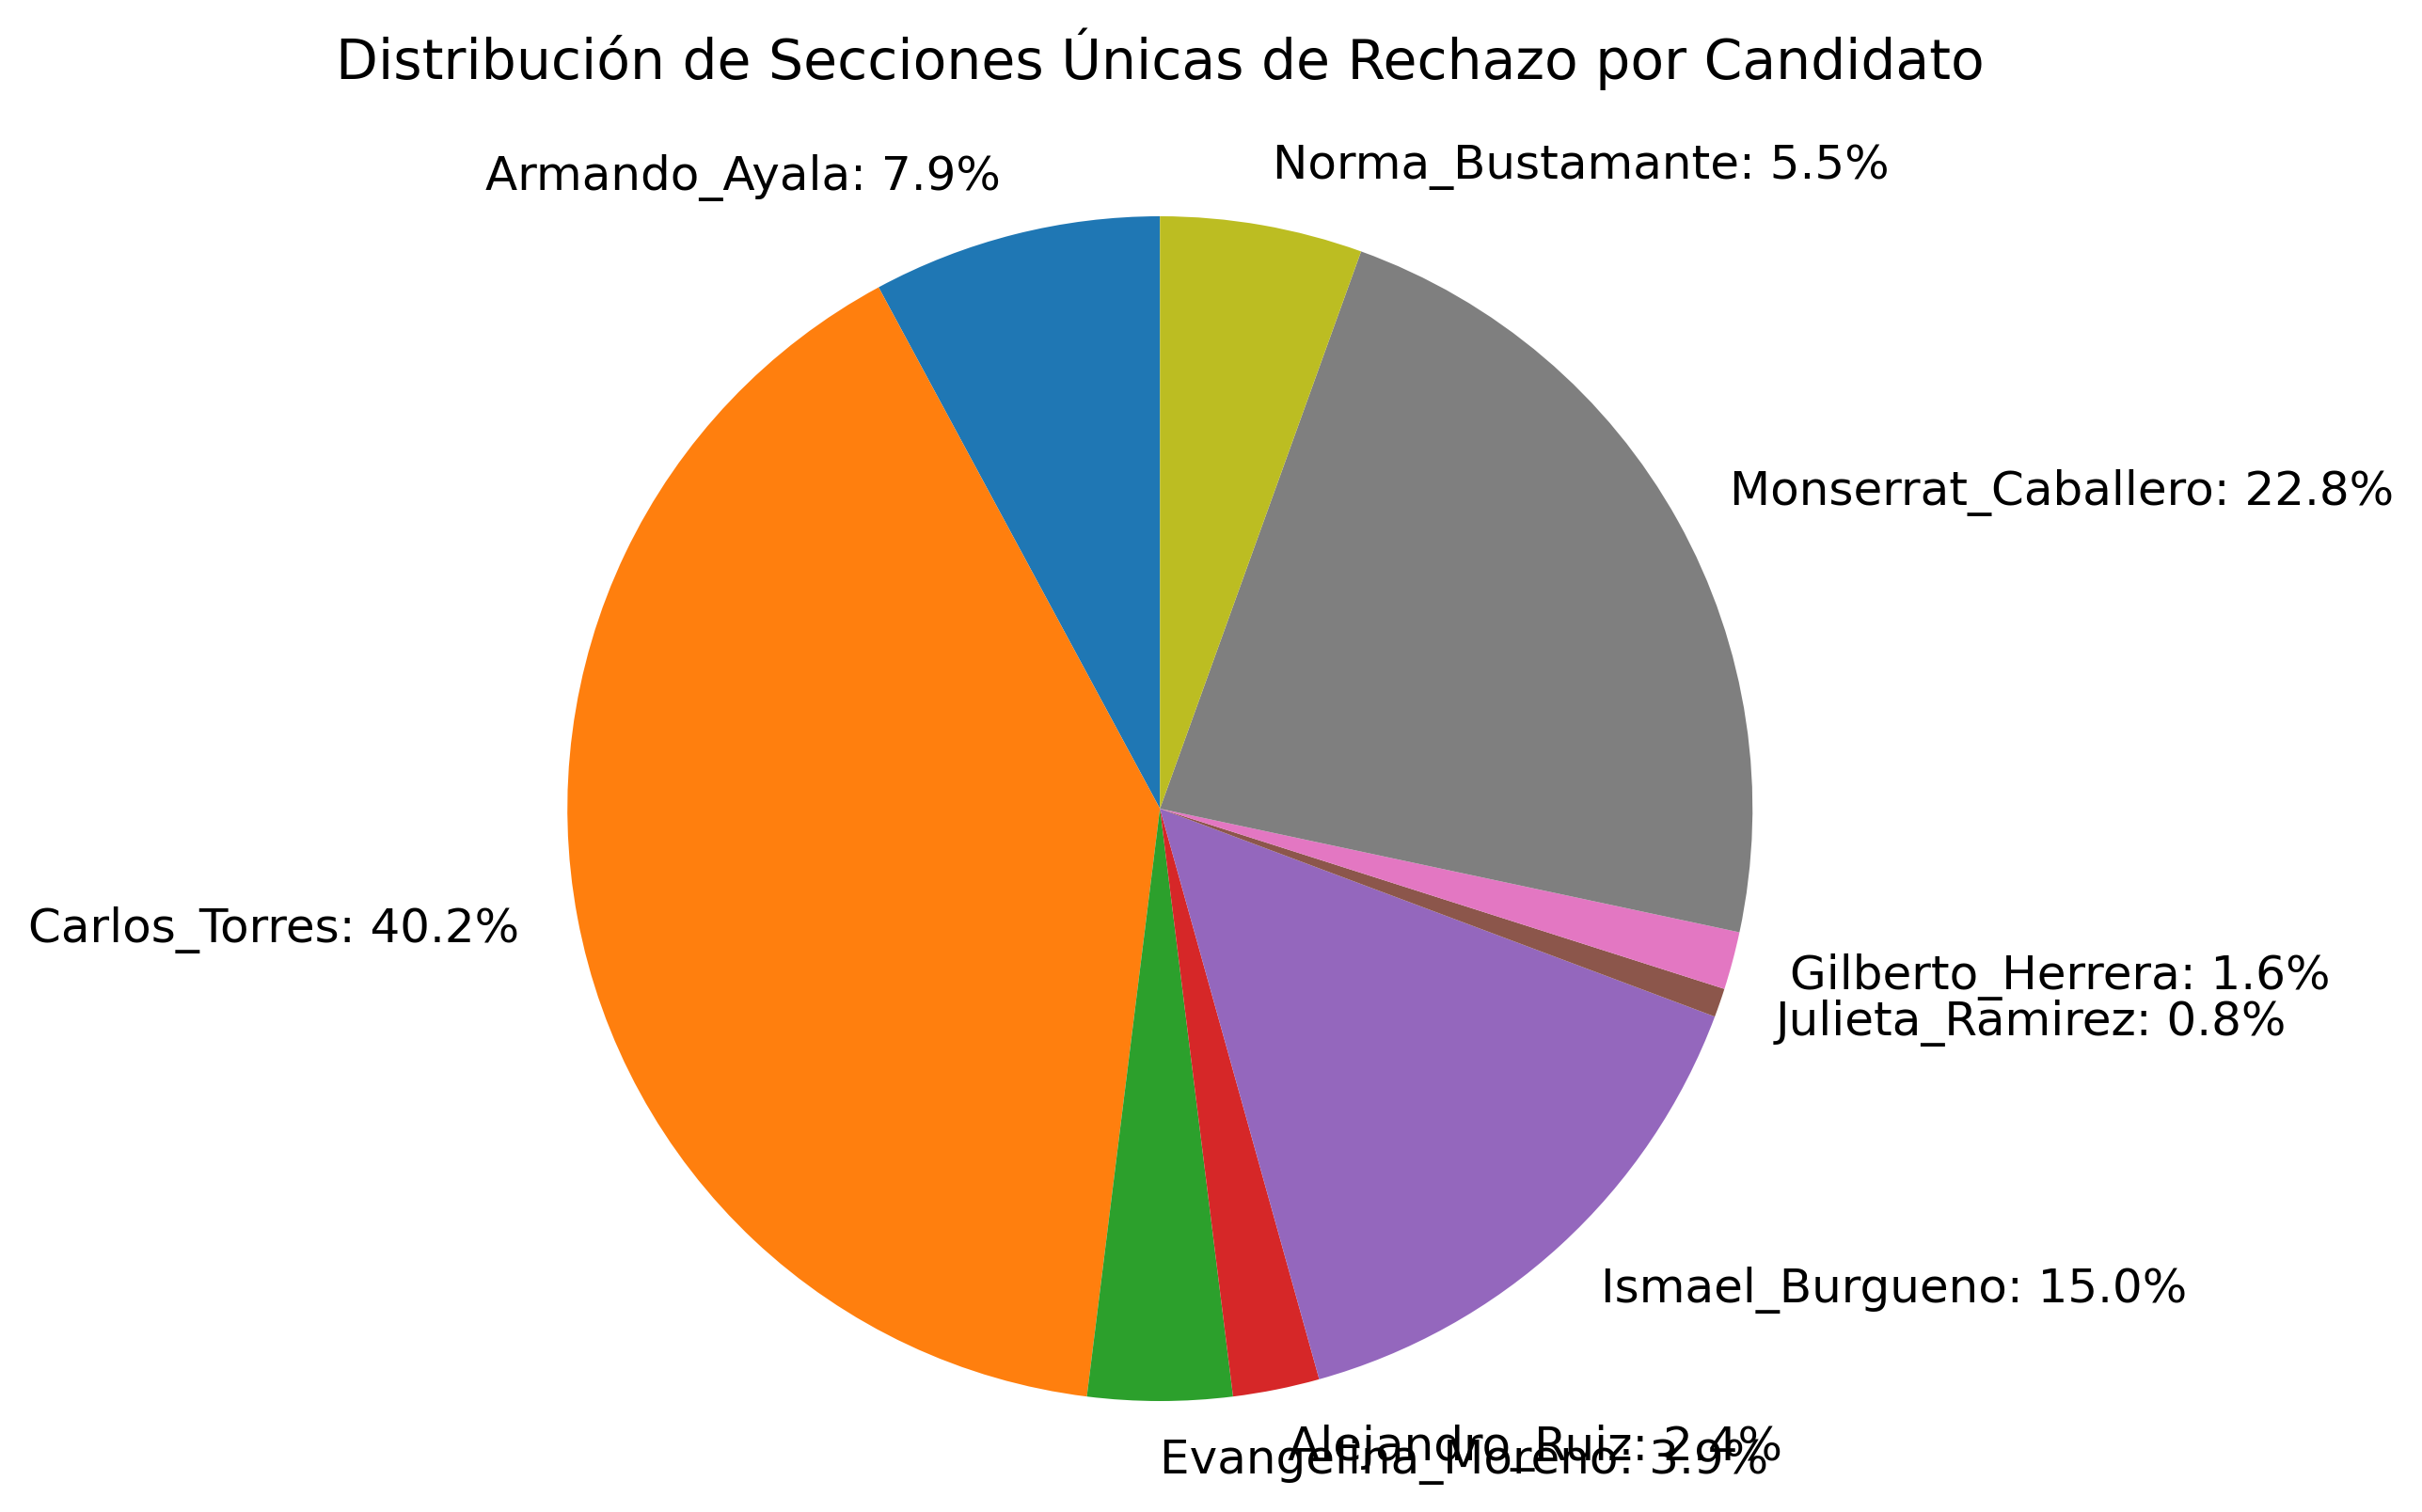 Distribución de Secciones Únicas de Rechazo por Candidato
Norma_Bustamante: 5.5%
Armando_Ayala: 7.9%
Monserrat_Caballero: 22.8%
Carlos_Torres: 40.2%
Gilberto_Herrera: 1.6%
Julieta_Ramirez: 0.8%
Ismael_Burgueno: 15.0%
Alejandro_Ruiz: 2.4%
Evangelina_Moreno: 3.9%